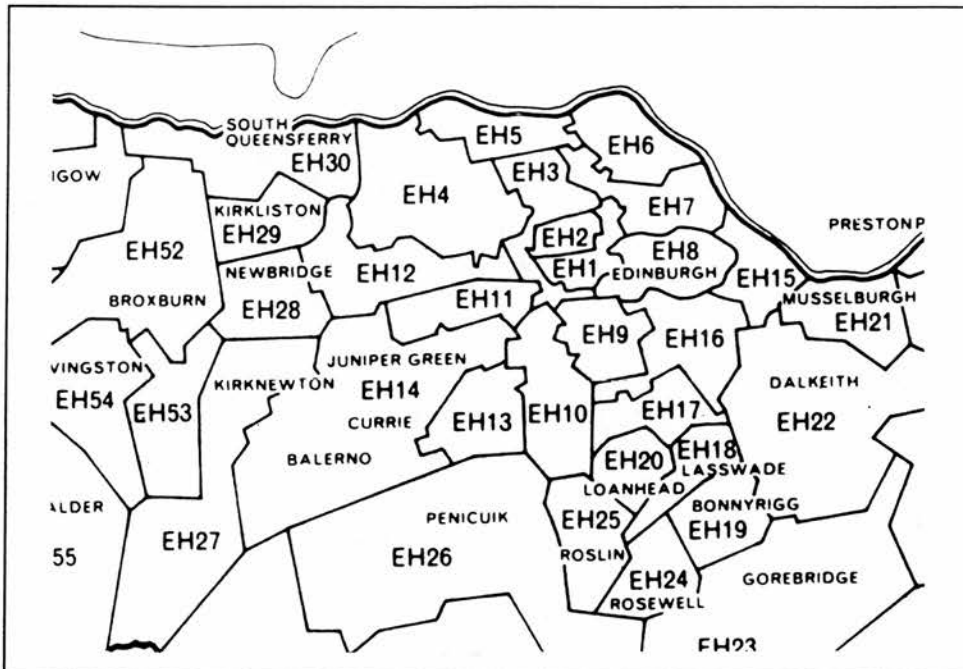 SOUTH
QUEENSFERRY
EH30
EH5
EH6
EH3
EH4
IGOW
KIRKLISTON
EH29
EH7
PRESTONP
EH52
EH2
EH8
EDINBURGH
NEWBRIDGE
EH12
EH1
EH15
BROXBURN
EH28
EH11
MUSSELBURGH
EH21
EH9
EH16
VINGSTON
EH54
EH53
KIRKNEWTON
JUNIPER GREEN
EH14
CURRIE
EH13
EH10
EH17
DALKEITH
EH22
BALERNO
EH20
LOANHEAD
EH18
LASSWADE
BONNYRIGG
EH19
ALDER
55
EH27
PENICUIK
EH26
EH25
ROSLIN
EH24
ROSEWELL
GOREBRIDGE
EH23